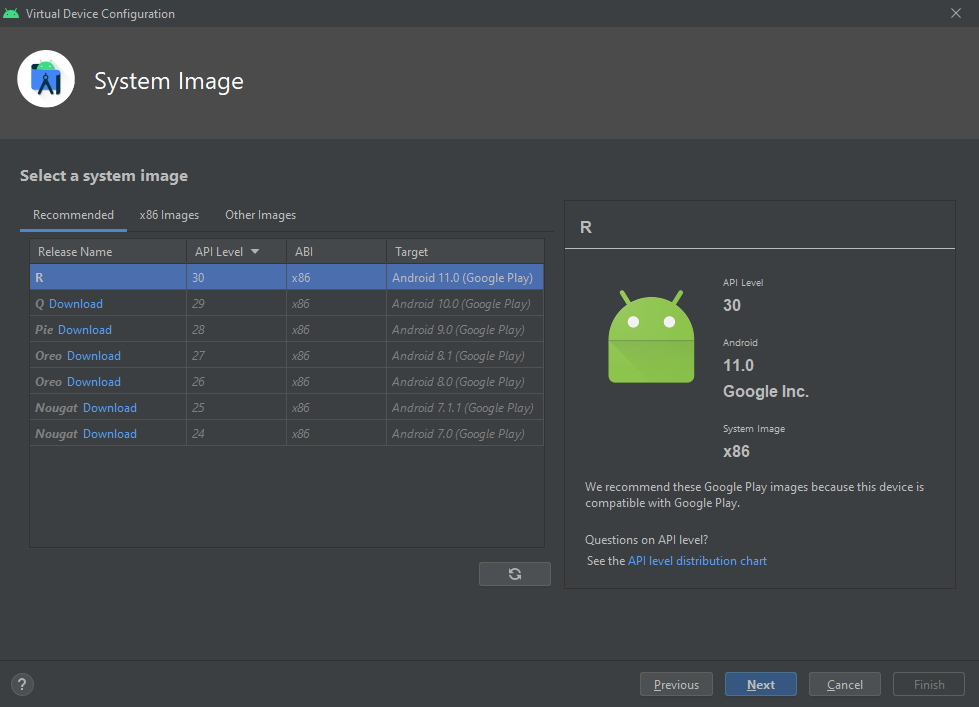 Virtual Device Configuration
System Image
Select a system image
Recommended x86 Images Other Images
Release Name API Level ABI Target
R 30 x86 Android 11.0 (Google Play)
Q Download 29 x86 Android 10.0 (Google Play)
Pie Download 28 x86 Android 9.0 (Google Play)
Oreo Download 27 x86 Android 8.1 (Google Play)
Oreo Download 26 x86 Android 8.0 (Google Play)
Nougat Download 25 x86 Android 7.1.1 (Google Play)
Nougat Download 24 x86 Android 7.0 (Google Play)
R
API Level
30
Android
11.0
Google Inc.
System Image
x86
We recommend these Google Play images because this device is
compatible with Google Play.
Questions on API level?
See the API level distribution chart
? Previous Next Cancel Finish